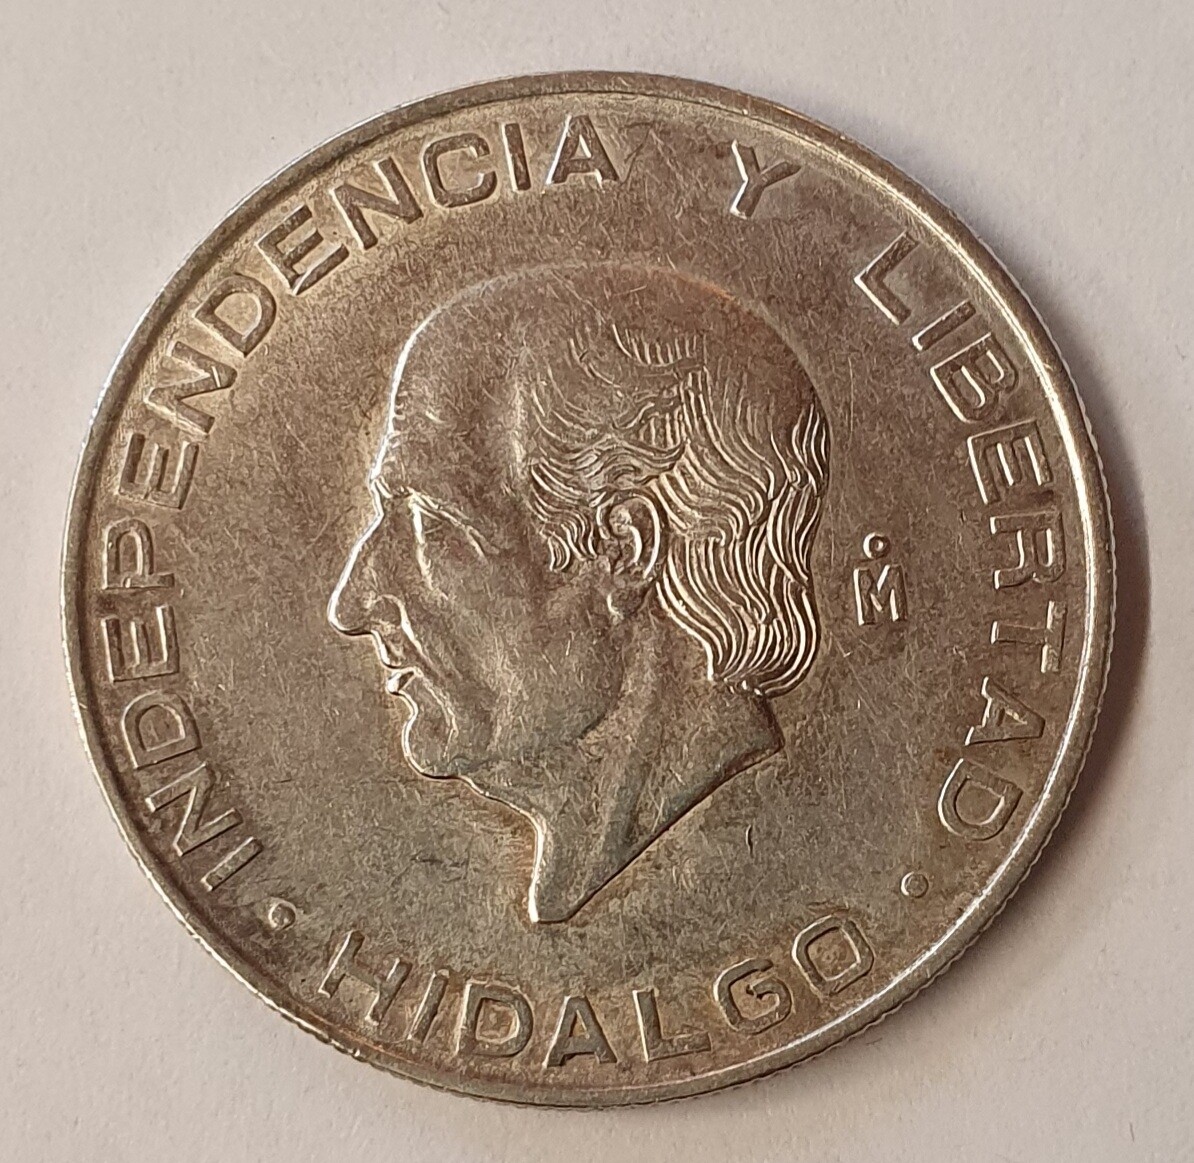 INDEPENDENCIA Y LIBERTAD
· HIDALGO ·
M̊